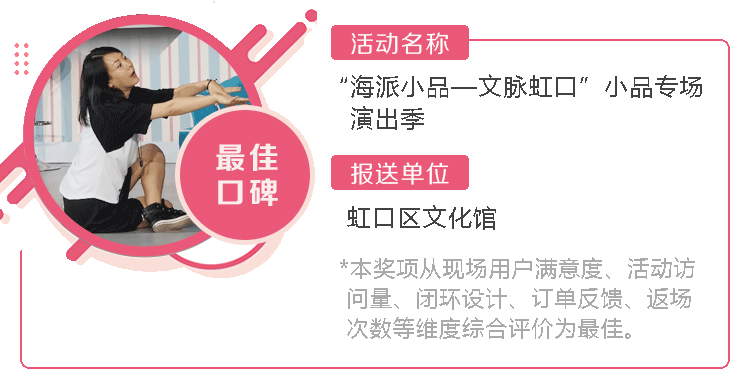 最佳
口碑
活动名称
“海派小品—文脉虹口”小品专场
演出季
报送单位
虹口区文化馆
*本奖项从现场用户满意度、活动访
问量、闭环设计、订单反馈、返场
次数等维度综合评价为最佳。